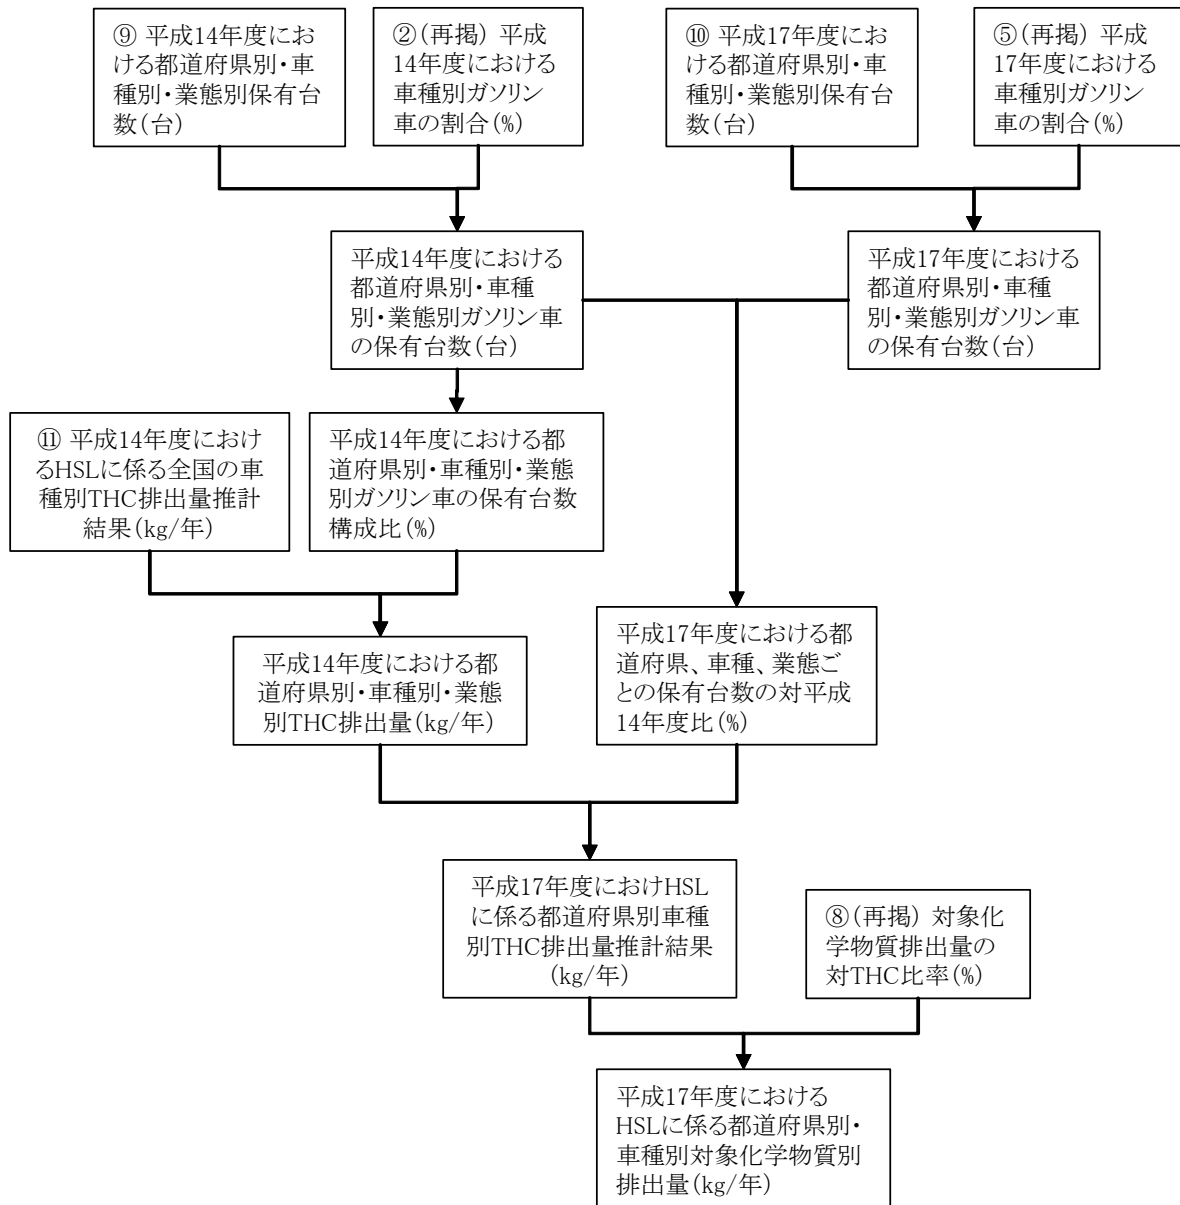 ⑨ 平成14年度にお
ける都道府県別・車
種別・業態別保有台
数(台)
②(再掲) 平成
14年度における
車種別ガソリン
車の割合(%)
⑩ 平成17年度にお
ける都道府県別・車
種別・業態別保有台
数(台)
⑤(再掲) 平成
17年度における
車種別ガソリン
車の割合(%)
平成14年度における
都道府県別・車種
別・業態別ガソリン車
の保有台数(台)
平成17年度における
都道府県別・車種
別・業態別ガソリン車
の保有台数(台)
⑪ 平成14年度におけ
るHSLに係る全国の車
種別THC排出量推計
結果(kg/年)
平成14年度における都
道府県別・車種別・業態
別ガソリン車の保有台数
構成比(%)
平成14年度における都
道府県別・車種別・業態
別THC排出量(kg/年)
平成17年度における都
道府県、車種、業態ご
との保有台数の対平成
14年度比(%)
平成17年度におけHSL
に係る都道府県別車種
別THC排出量推計結果
(kg/年)
⑧(再掲) 対象化
学物質排出量の
対THC比率(%)
平成17年度における
HSLに係る都道府県別・
車種別対象化学物質別
排出量(kg/年)